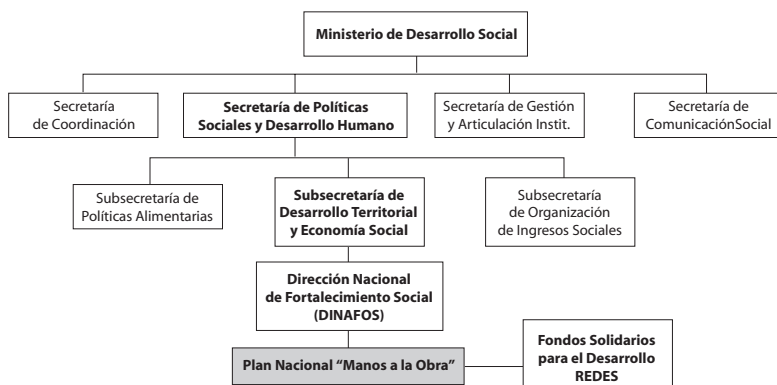 Ministerio de Desarrollo Social
Secretaría
de Coordinación
Secretaría de Políticas
Sociales y Desarrollo Humano
Secretaría de Gestión
y Articulación Instit.
Secretaría de
ComunicaciónSocial
Subsecretaría de
Políticas Alimentarias
Subsecretaría de
Desarrollo Territorial
y Economía Social
Subsecretaría
de Organización
de Ingresos Sociales
Dirección Nacional
de Fortalecimiento Social
(DINAFOS)
Plan Nacional “Manos a la Obra”
Fondos Solidarios
para el Desarrollo
REDES